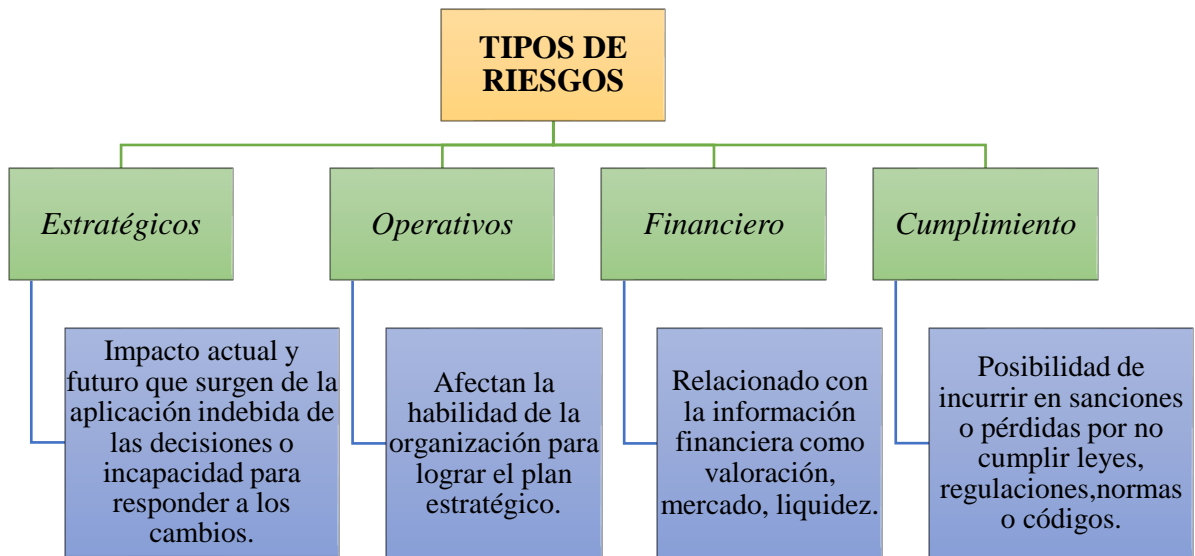 TIPOS DE
RIESGOS
Estratégicos
Operativos
Financiero
Cumplimiento
Impacto actual y
futuro que surgen de la
aplicación indebida de
las decisiones o
incapacidad para
responder a los
cambios.
Afectan la
habilidad de la
organización para
lograr el plan
estratégico.
Relacionado con
la información
financiera como
valoración,
mercado, liquidez.
Posibilidad de
incurrir en sanciones
o pérdidas por no
cumplir leyes,
regulaciones,normas
o códigos.